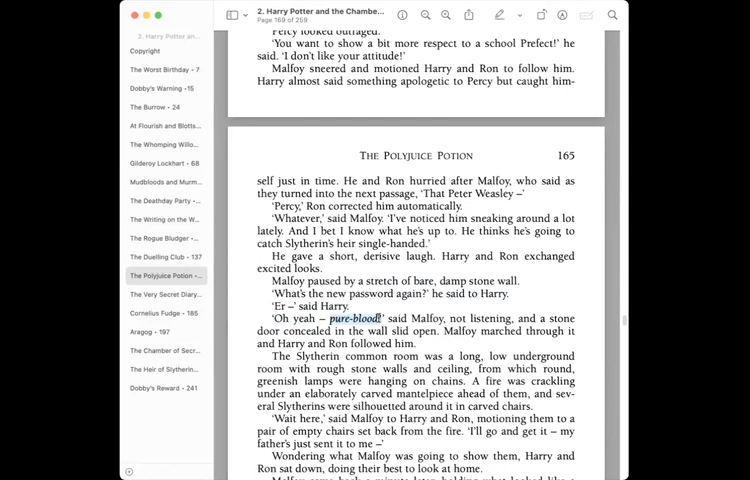 2. Harry Potter and the Chambe...
Page 169 of 259
2. Harry Potter an...
Copyright
The Worst Birthday • 7
Dobby's Warning • 15
The Burrow • 24
At Flourish and Blotts...
The Whomping Willo...
Gilderoy Lockhart • 68
Mudbloods and Murm...
The Deathday Party • ...
The Writing on the W...
The Rogue Bludger • ...
The Duelling Club • 137
The Polyjuice Potion •...
The Very Secret Diary...
Cornelius Fudge • 185
Aragog • 197
The Chamber of Secr...
The Heir of Slytherin...
Dobby's Reward • 241
Percy looked outraged.
'You want to show a bit more respect to a school Prefect!' he
said. 'I don't like your attitude!'
Malfoy sneered and motioned Harry and Ron to follow him.
Harry almost said something apologetic to Percy but caught him-
THE POLYJUICE POTION 165
self just in time. He and Ron hurried after Malfoy, who said as
they turned into the next passage, 'That Peter Weasley –'
'Percy,' Ron corrected him automatically.
'Whatever,' said Malfoy. 'I've noticed him sneaking around a lot
lately. And I bet I know what he's up to. He thinks he's going to
catch Slytherin's heir single-handed.'
He gave a short, derisive laugh. Harry and Ron exchanged
excited looks.
Malfoy paused by a stretch of bare, damp stone wall.
'What's the new password again?' he said to Harry.
'Er –' said Harry.
'Oh yeah – pure-blood!' said Malfoy, not listening, and a stone
door concealed in the wall slid open. Malfoy marched through it
and Harry and Ron followed him.
The Slytherin common room was a long, low underground
room with rough stone walls and ceiling, from which round,
greenish lamps were hanging on chains. A fire was crackling
under an elaborately carved mantelpiece ahead of them, and sev-
eral Slytherins were silhouetted around it in carved chairs.
'Wait here,' said Malfoy to Harry and Ron, motioning them to a
pair of empty chairs set back from the fire. 'I'll go and get it – my
father's just sent it to me –'
Wondering what Malfoy was going to show them, Harry and
Ron sat down, doing their best to look at home.
Malfoy came back a minute later, holding what looked like a